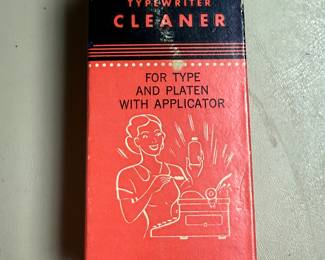 TYPEWRITER
CLEANER
FOR TYPE
AND PLATEN
WITH APPLICATOR